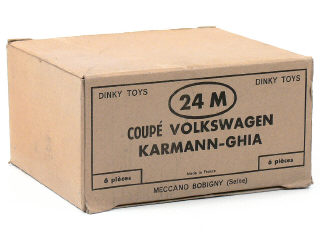 DINKY TOYS
24 M
DINKY TOYS
COUPÉ VOLKSWAGEN
KARMANN-GHIA
6 pièces
Made in France
6 pièces
MECCANO BOBIGNY (Seine)